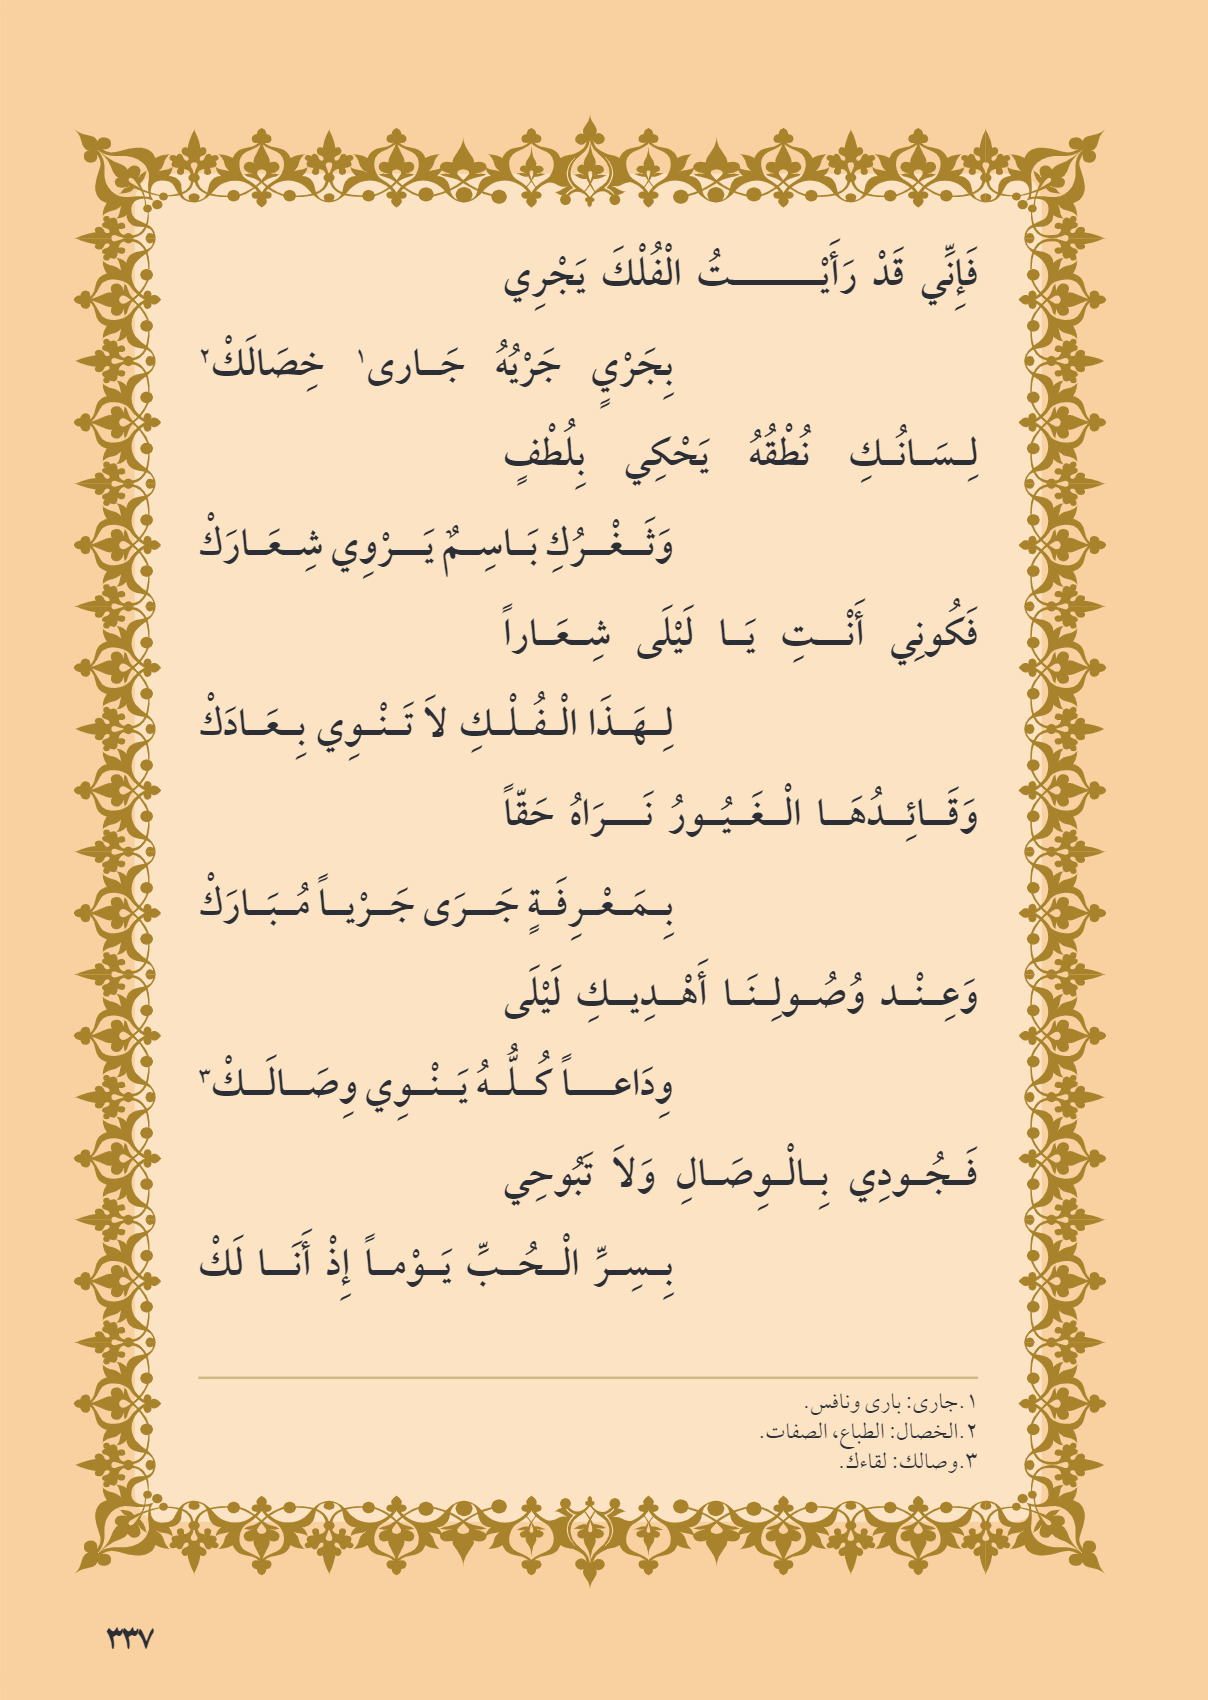 فَإِنِّي قَدْ رَأَيْتُ الْفُلْكَ يَجْرِي
بِجَرْيٍ جَرْيُهُ جَارى١ خِصَالَكْ٢
لِسَانُكِ نُطْقُهُ يَحْكِي بِلُطْفٍ
وَثَغْرُكِ بَاسِمٌ يَرْوِي شِعَارَكْ
فَكُونِي أَنْتِ يَا لَيْلَى شِعَاراً
لِهَذَا الْفُلْكِ لاَ تَنْوِي بِعَادَكْ
وَقَائِدُهَا الْغَيُورُ نَرَاهُ حَقّاً
بِمَعْرِفَةٍ جَرَى جَرْياً مُبَارَكْ
وَعِنْد وُصُولِنَا أَهْدِيكِ لَيْلَى
وِدَاعاً كُلُّهُ يَنْوِي وِصَالَكْ٣
فَجُودِي بِالْوِصَالِ وَلاَ تَبُوحِي
بِسِرِّ الْحُبِّ يَوْماً إِذْ أَنَا لَكْ
١.جارى: بارى ونافس.
٢.الخصال: الطباع، الصفات.
٣.وصالك: لقاءك.
٣٣٧